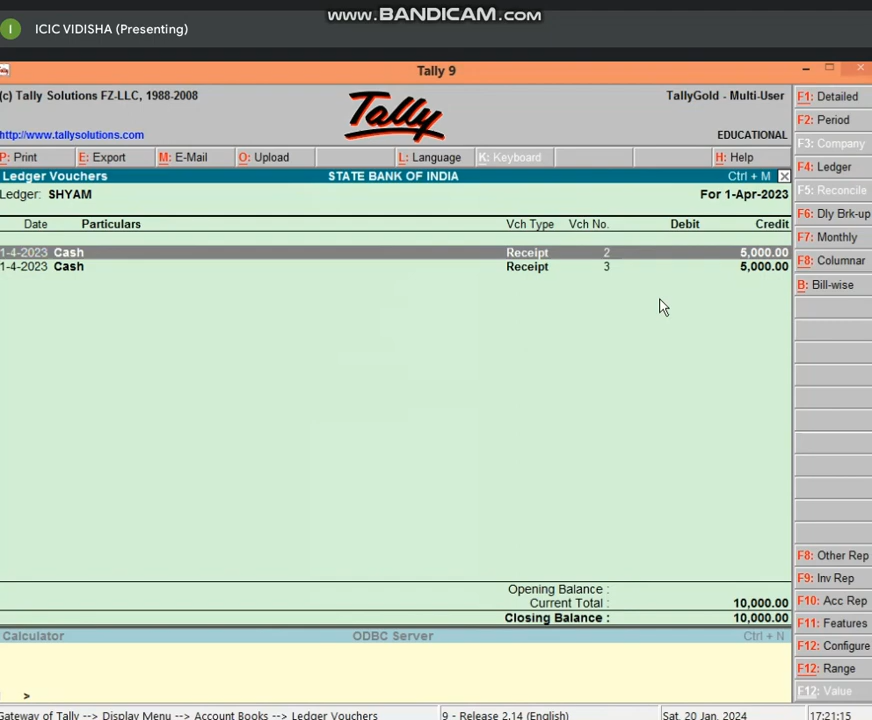 www.BANDICAM.com
I ICIC VIDISHA (Presenting)
Tally 9
(c) Tally Solutions FZ-LLC, 1988-2008
Tally
TallyGold - Multi-User
http://www.tallysolutions.com
EDUCATIONAL
P: Print E: Export M: E-Mail O: Upload L: Language K: Keyboard H: Help
Ledger Vouchers STATE BANK OF INDIA Ctrl + M
Ledger: SHYAM For 1-Apr-2023
Date Particulars Vch Type Vch No. Debit Credit
1-4-2023 Cash Receipt 2 5,000.00
1-4-2023 Cash Receipt 3 5,000.00
Opening Balance :
Current Total : 10,000.00
Closing Balance : 10,000.00
Calculator ODBC Server Ctrl + N
>
Gateway of Tally --> Display Menu --> Account Books --> Ledger Vouchers 9 - Release 2.14 (English) Sat, 20 Jan, 2024 17:21:15
F1: Detailed
F2: Period
F3: Company
F4: Ledger
F5: Reconcile
F6: Dly Brk-up
F7: Monthly
F8: Columnar
B: Bill-wise
F8: Other Rep
F9: Inv Rep
F10: Acc Rep
F11: Features
F12: Configure
F12: Range
F12: Value